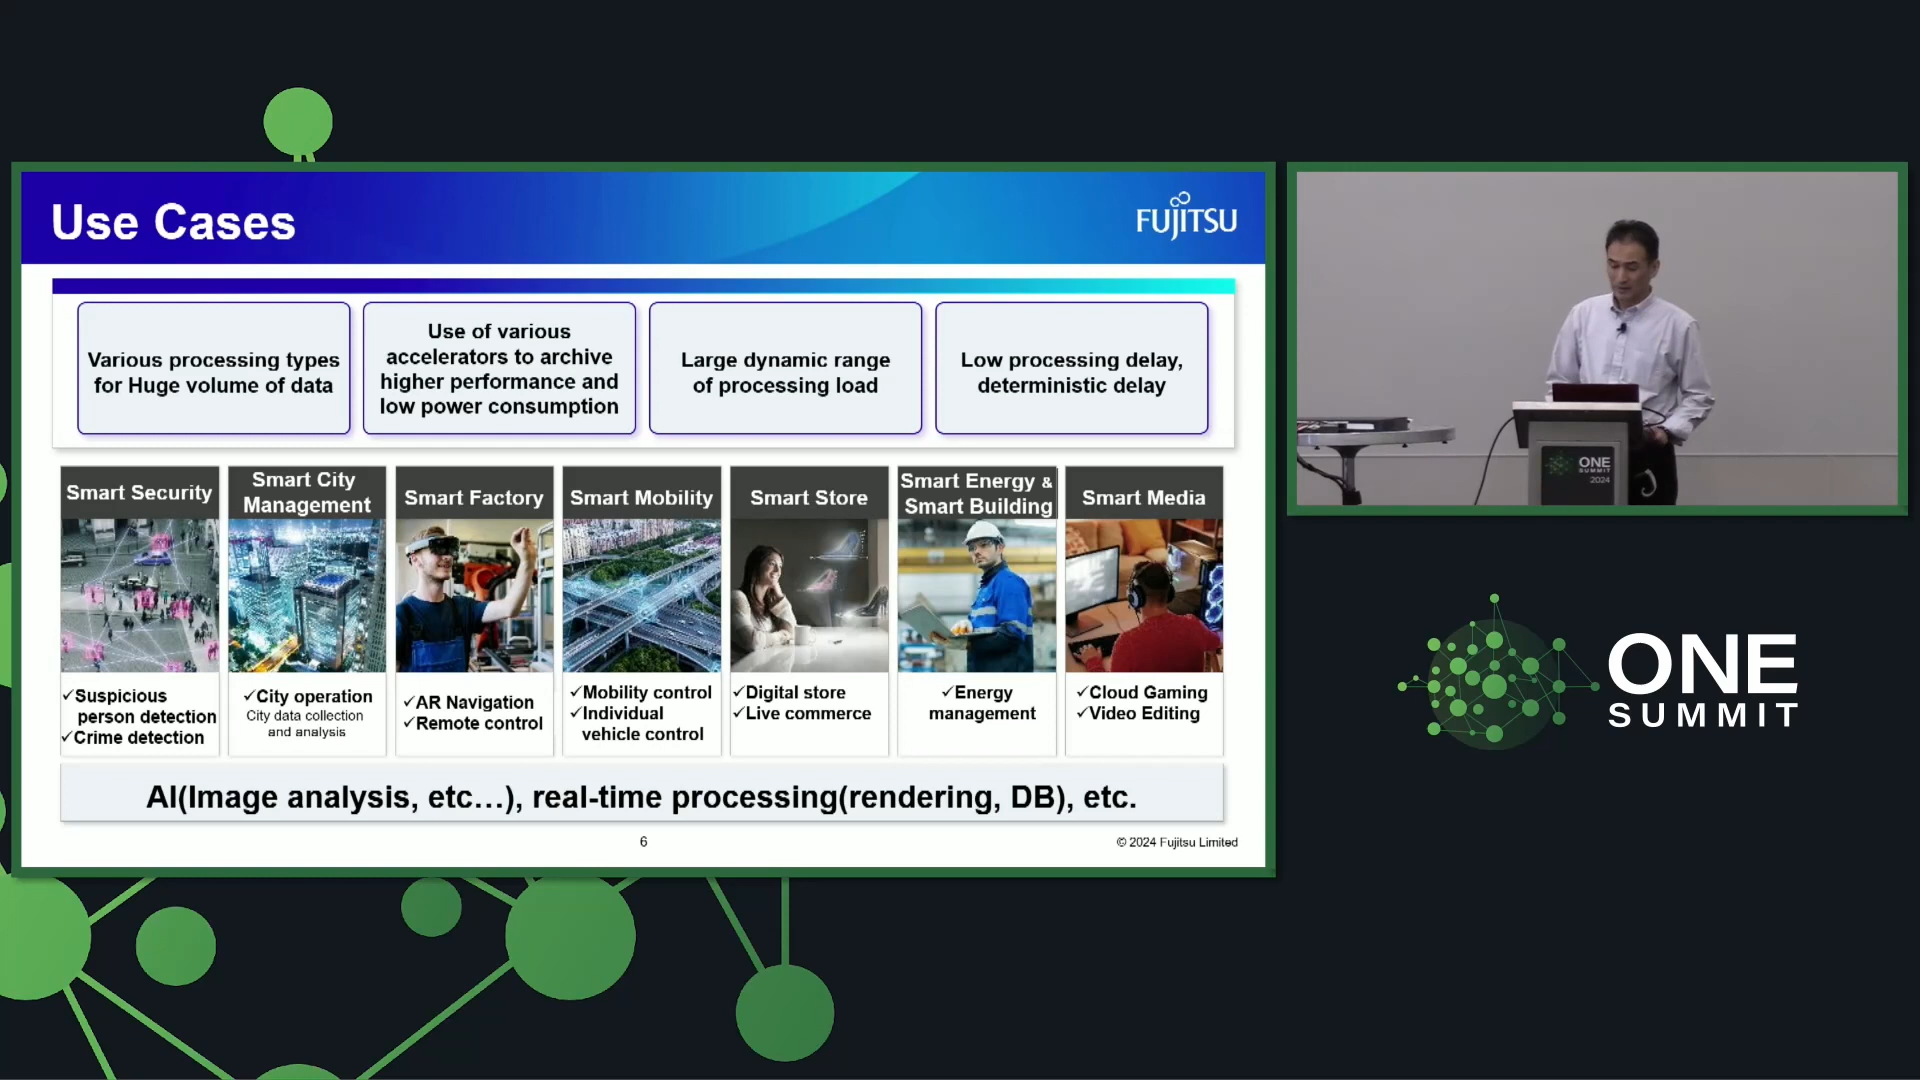 Use Cases
FUJITSU
Various processing types
for Huge volume of data
Use of various
accelerators to archive
higher performance and
low power consumption
Large dynamic range
of processing load
Low processing delay,
deterministic delay
Smart Security
✓Suspicious
person detection
✓Crime detection
Smart City
Management
✓City operation
City data collection
and analysis
Smart Factory
✓AR Navigation
✓Remote control
Smart Mobility
✓Mobility control
✓Individual
vehicle control
Smart Store
✓Digital store
✓Live commerce
Smart Energy &
Smart Building
✓Energy
management
Smart Media
✓Cloud Gaming
✓Video Editing
AI(Image analysis, etc...), real-time processing(rendering, DB), etc.
6
© 2024 Fujitsu Limited
ONE
SUMMIT
2024
ONE
SUMMIT